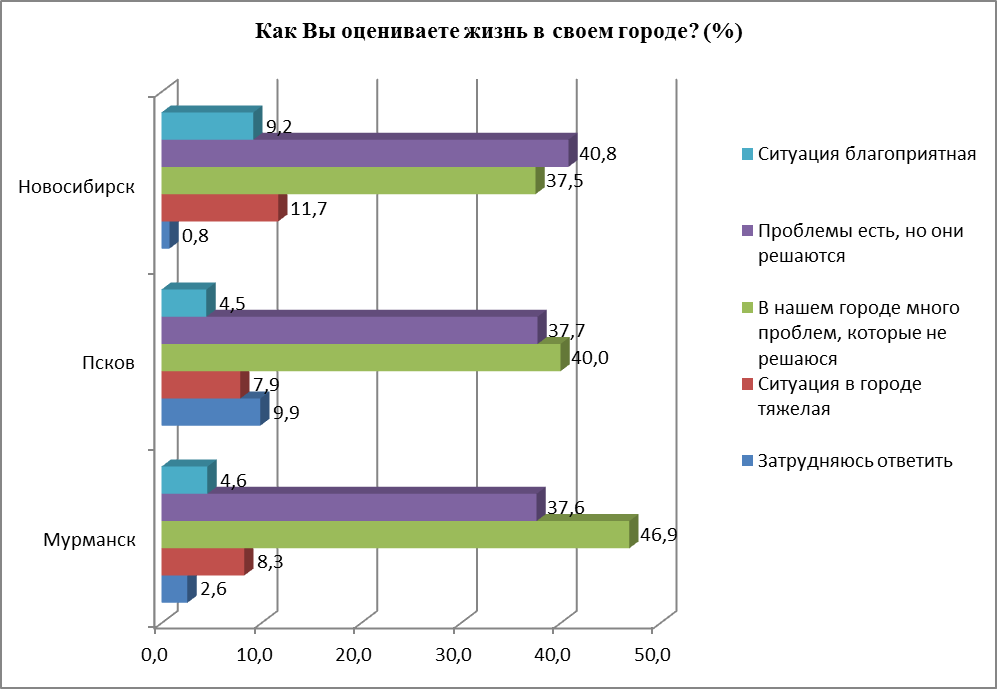 Как Вы оцениваете жизнь в своем городе? (%)
Новосибирск
9,2
40,8
37,5
11,7
0,8
Псков
4,5
37,7
40,0
7,9
9,9
Мурманск
4,6
37,6
46,9
8,3
2,6
0,0 10,0 20,0 30,0 40,0 50,0
Ситуация благоприятная
Проблемы есть, но они
решаются
В нашем городе много
проблем, которые не
решаюся
Ситуация в городе
тяжелая
Затрудняюсь ответить